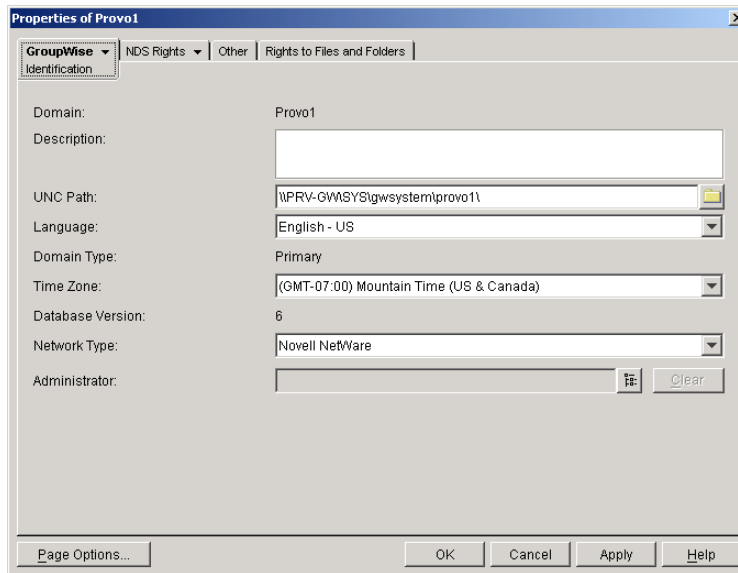 Properties of Provo1
GroupWise NDS Rights Other Rights to Files and Folders
Identification
Domain: Provo1
Description:
UNC Path: \\PRV-GW\SYS\gwsystem\provo1\
Language: English - US
Domain Type: Primary
Time Zone: (GMT-07:00) Mountain Time (US & Canada)
Database Version: 6
Network Type: Novell NetWare
Administrator: Clear
Page Options... OK Cancel Apply Help